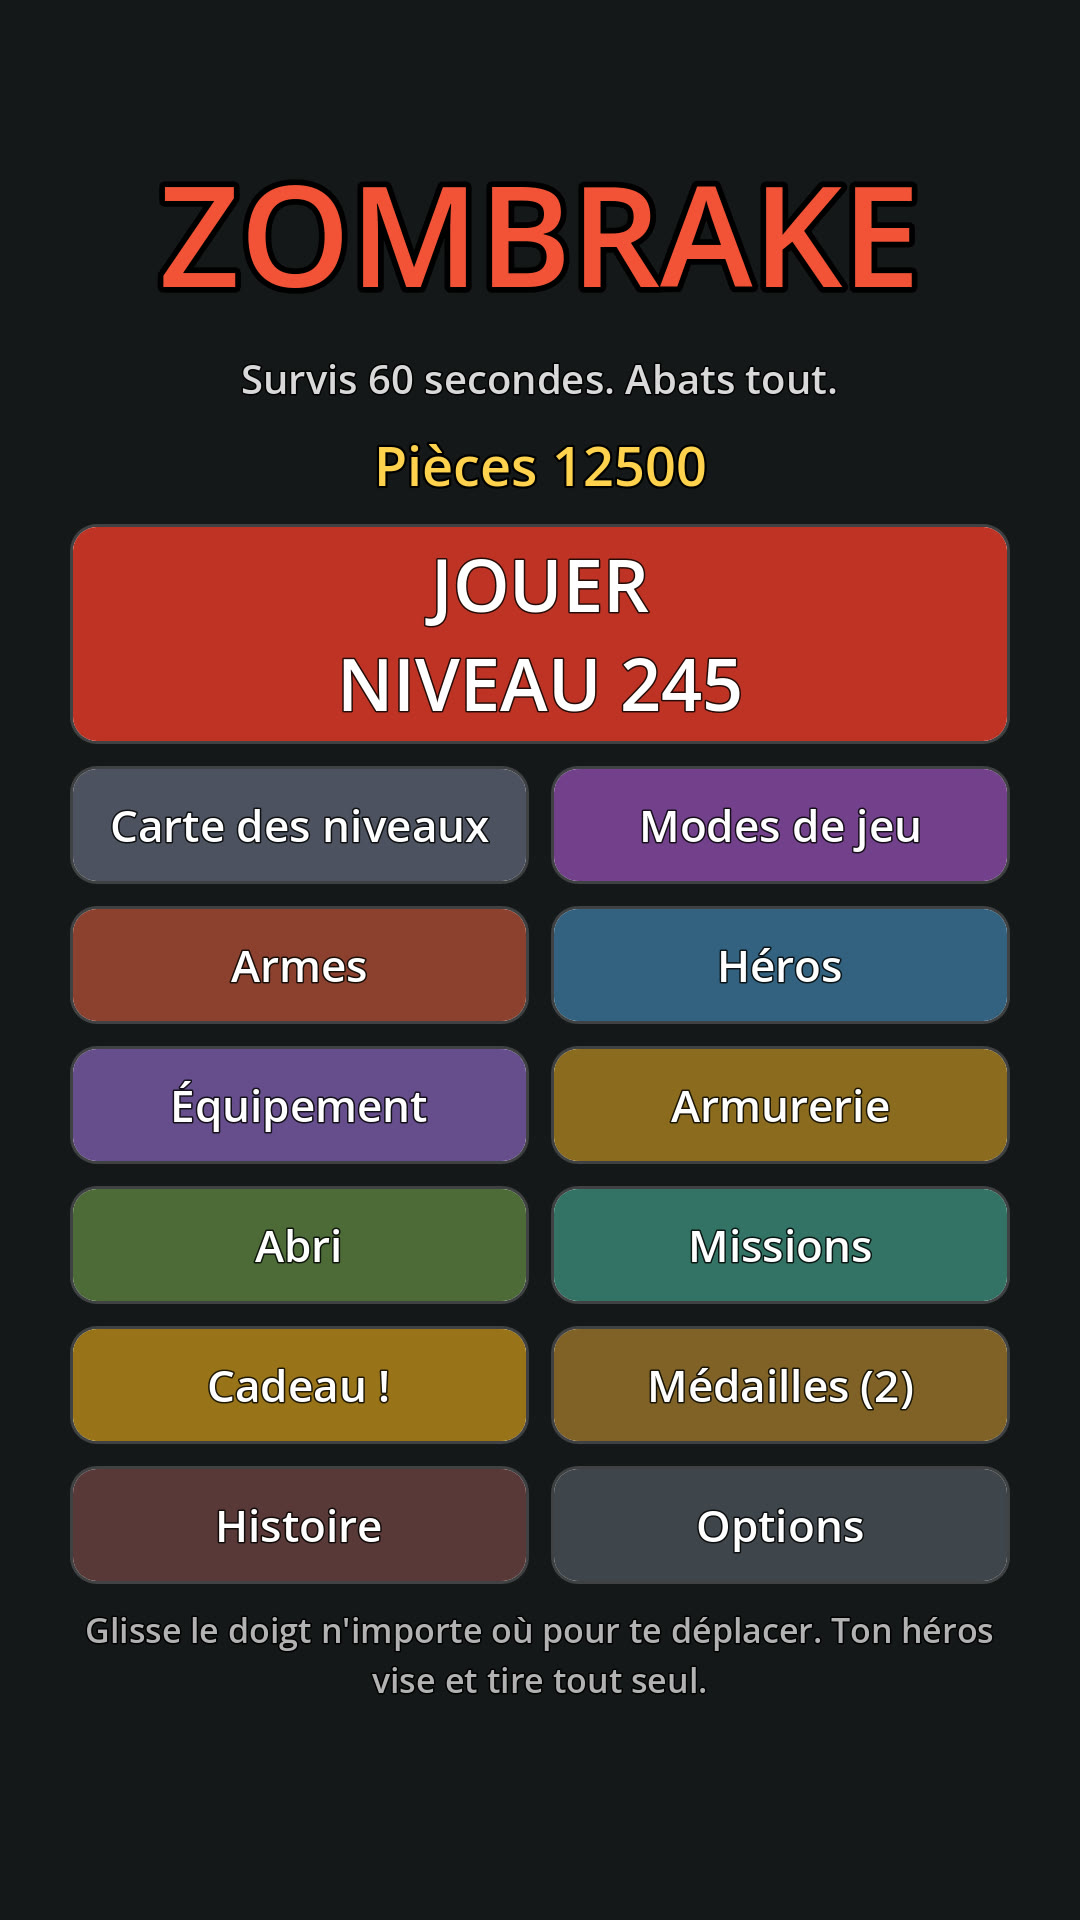 ZOMBRAKE
Survis 60 secondes. Abats tout.
Pièces 12500
JOUER
NIVEAU 245
Carte des niveaux
Modes de jeu
Armes
Héros
Équipement
Armurerie
Abri
Missions
Cadeau !
Médailles (2)
Histoire
Options
Glisse le doigt n'importe où pour te déplacer. Ton héros
vise et tire tout seul.